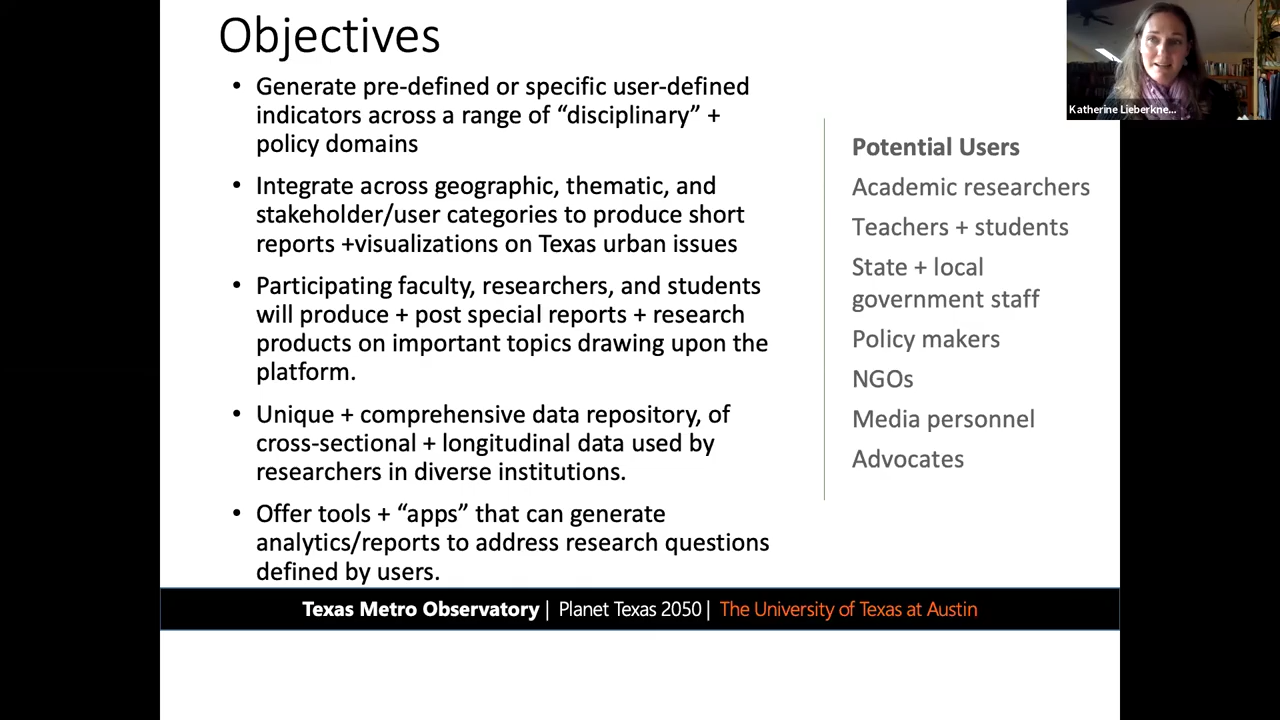 Objectives
• Generate pre-defined or specific user-defined
indicators across a range of “disciplinary” +
policy domains
• Integrate across geographic, thematic, and
stakeholder/user categories to produce short
reports +visualizations on Texas urban issues
• Participating faculty, researchers, and students
will produce + post special reports + research
products on important topics drawing upon the
platform.
• Unique + comprehensive data repository, of
cross-sectional + longitudinal data used by
researchers in diverse institutions.
• Offer tools + “apps” that can generate
analytics/reports to address research questions
defined by users.
Potential Users
Academic researchers
Teachers + students
State + local
government staff
Policy makers
NGOs
Media personnel
Advocates
Katherine Lieberkne...
Texas Metro Observatory | Planet Texas 2050 | The University of Texas at Austin